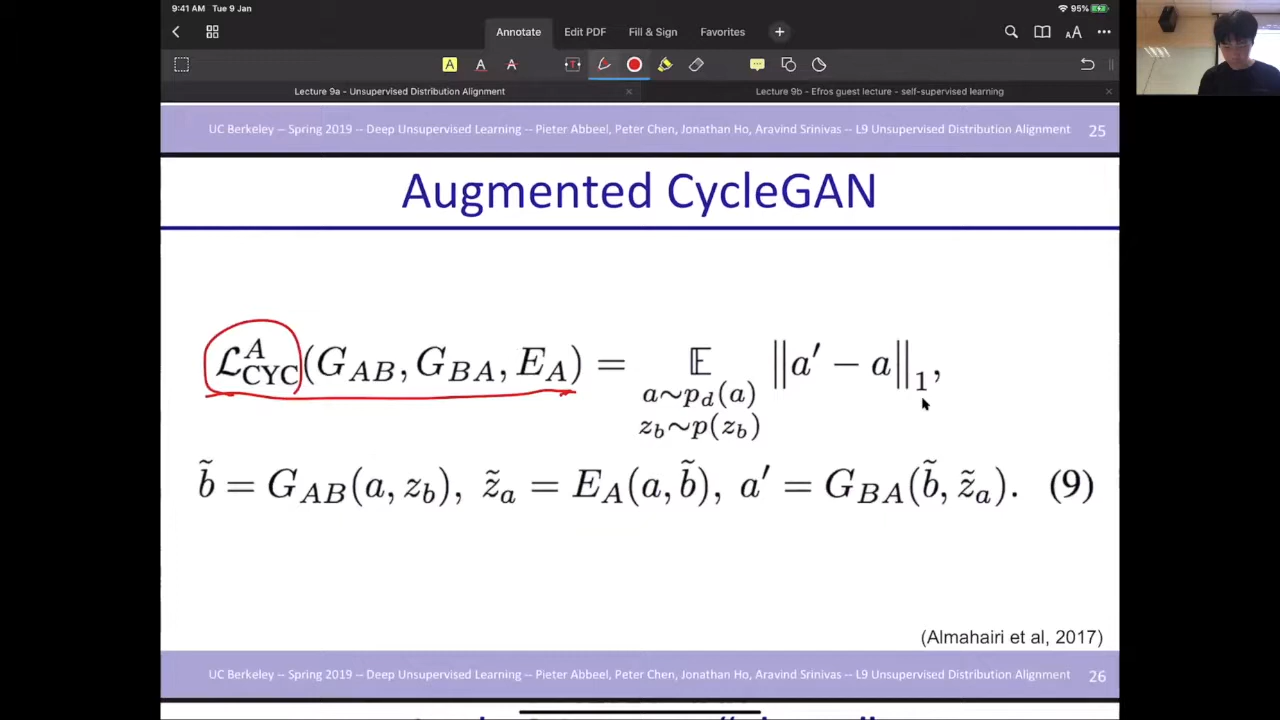 9:41 AM Tue 9 Jan 95%
Annotate Edit PDF Fill & Sign Favorites
Lecture 9a - Unsupervised Distribution Alignment Lecture 9b - Efros guest lecture - self-supervised learning
UC Berkeley -- Spring 2019 -- Deep Unsupervised Learning -- Pieter Abbeel, Peter Chen, Jonathan Ho, Aravind Srinivas -- L9 Unsupervised Distribution Alignment 25
Augmented CycleGAN
ℒ^A_CYC(G_AB, G_BA, E_A) = 𝔼_{a∼p_d(a), z_b∼p(z_b)} ‖a′ − a‖₁,
b̃ = G_AB(a, z_b), z̃_a = E_A(a, b̃), a′ = G_BA(b̃, z̃_a). (9)
(Almahairi et al, 2017)
UC Berkeley -- Spring 2019 -- Deep Unsupervised Learning -- Pieter Abbeel, Peter Chen, Jonathan Ho, Aravind Srinivas -- L9 Unsupervised Distribution Alignment 26